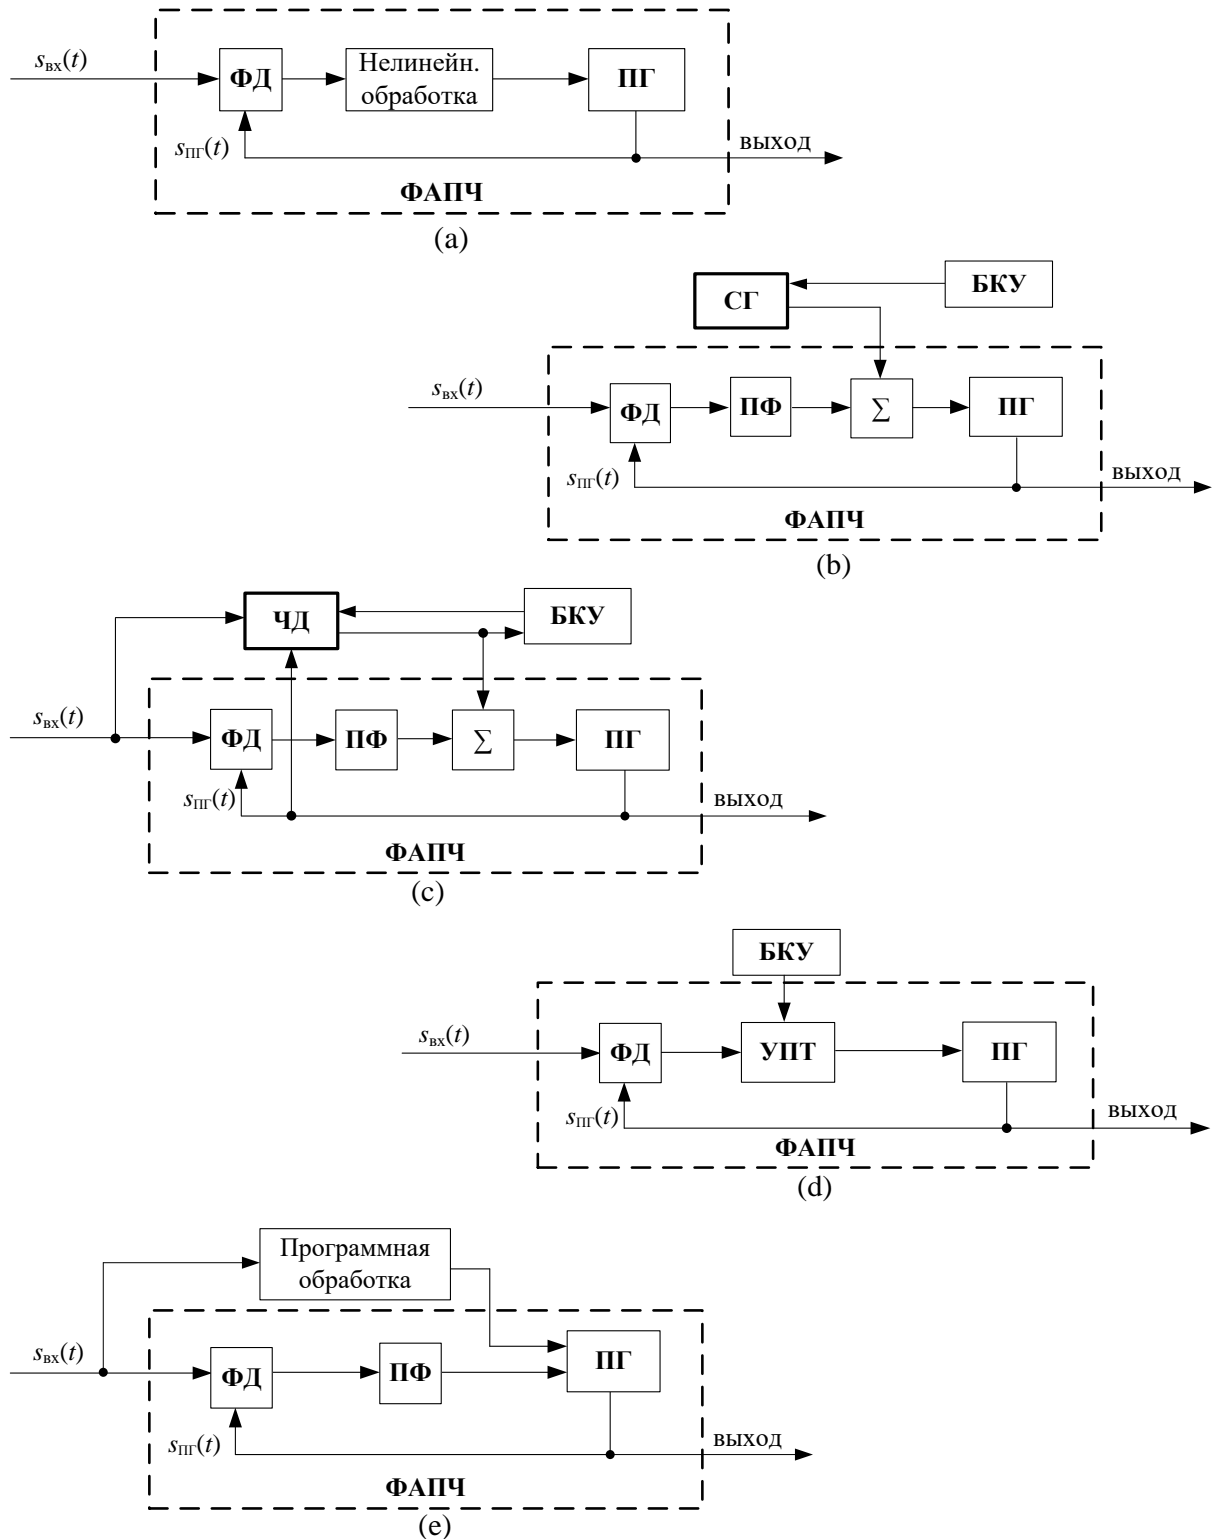 s_вх(t)
ФД
Нелинейн.
обработка
ПГ
s_ПГ(t)
выход
ФАПЧ
(a)
СГ
БКУ
s_вх(t)
ФД
ПФ
∑
ПГ
s_ПГ(t)
выход
ФАПЧ
(b)
ЧД
БКУ
s_вх(t)
ФД
ПФ
∑
ПГ
s_ПГ(t)
выход
ФАПЧ
(c)
БКУ
s_вх(t)
ФД
УПТ
ПГ
s_ПГ(t)
выход
ФАПЧ
(d)
Программная
обработка
s_вх(t)
ФД
ПФ
ПГ
s_ПГ(t)
выход
ФАПЧ
(e)